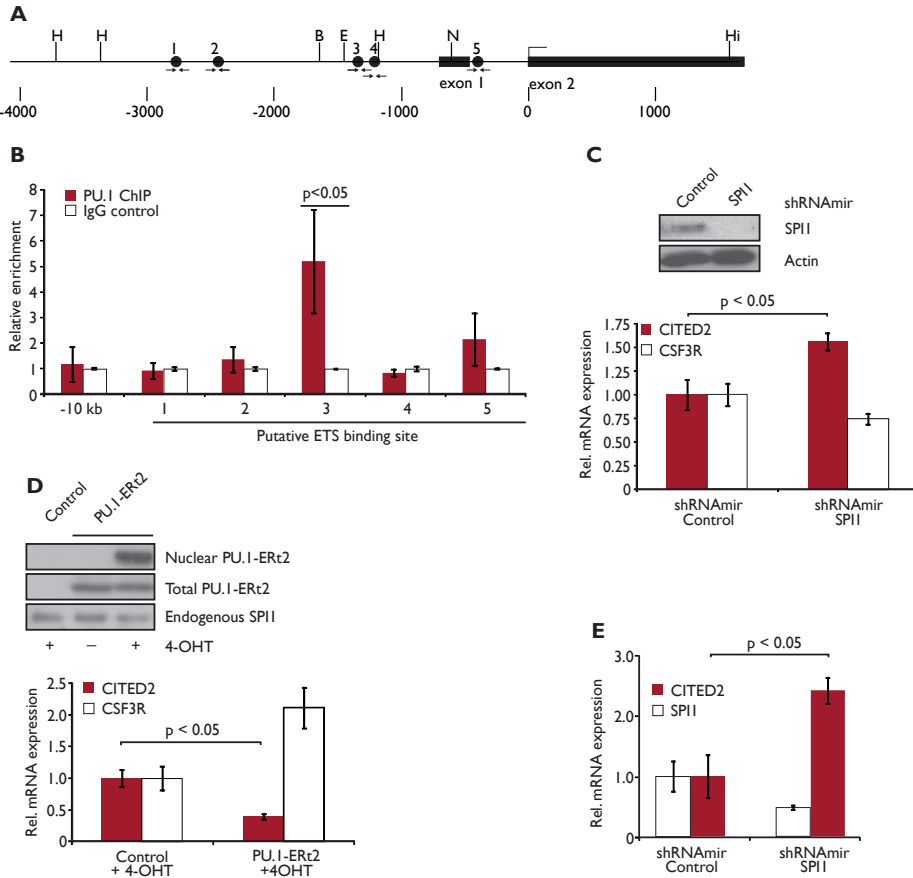 A
H H 1 2 B E 3 4 H N 5 Hi
exon 1 exon 2
-4000 -3000 -2000 -1000 0 1000
B
PU.1 ChIP
IgG control
p<0.05
Relative enrichment
8
7
6
5
4
3
2
1
0
-10 kb 1 2 3 4 5
Putative ETS binding site
C
Control SPI1 shRNAmir
SPI1
Actin
p < 0.05
CITED2
CSF3R
Rel. mRNA expression
1.75
1.50
1.25
1.00
0.75
0.50
0.25
0
shRNAmir Control
shRNAmir SPI1
D
Control PU.1-ERt2
Nuclear PU.1-ERt2
Total PU.1-ERt2
Endogenous SPI1
+ – + 4-OHT
CITED2
CSF3R
p < 0.05
Rel. mRNA expression
2.5
2.0
1.5
1.0
0.5
0
Control + 4-OHT
PU.1-ERt2 +4OHT
E
p < 0.05
CITED2
SPI1
Rel. mRNA expression
3.0
2.0
1.0
0
shRNAmir Control
shRNAmir SPI1